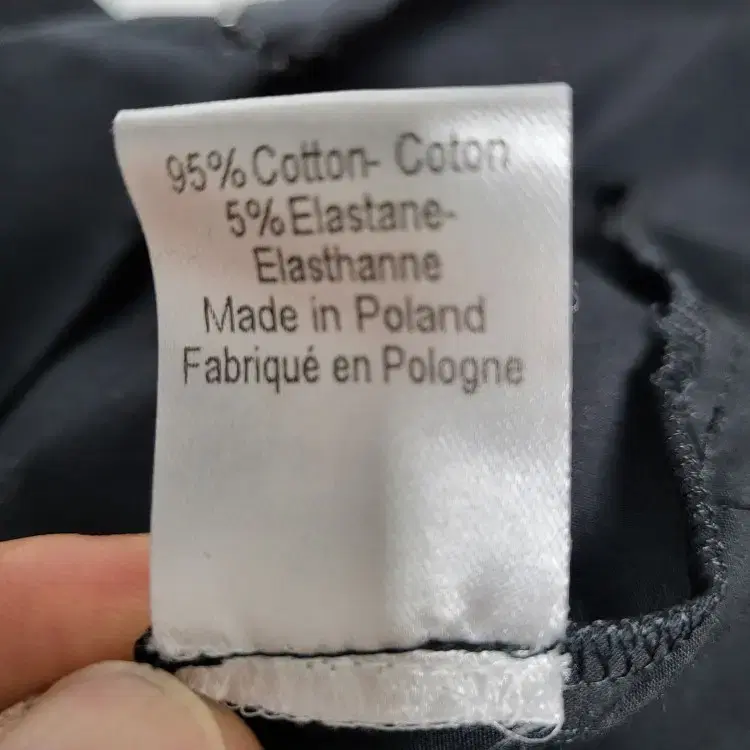 95% Cotton- Coton
5% Elastane-
Elasthanne
Made in Poland
Fabriqué en Pologne